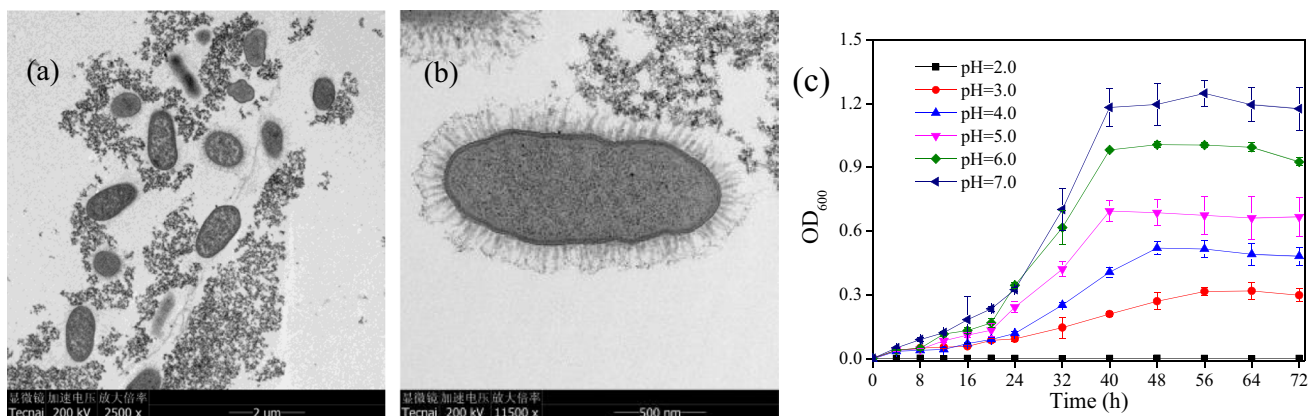 (a)
显微镜 加速电压 放大倍率
Tecnai 200 kV 2500 x 2 μm
(b)
显微镜 加速电压 放大倍率
Tecnai 200 kV 11500 x 500 nm
(c)
OD600
1.5
1.2
0.9
0.6
0.3
0.0
pH=2.0
pH=3.0
pH=4.0
pH=5.0
pH=6.0
pH=7.0
0 8 16 24 32 40 48 56 64 72
Time (h)